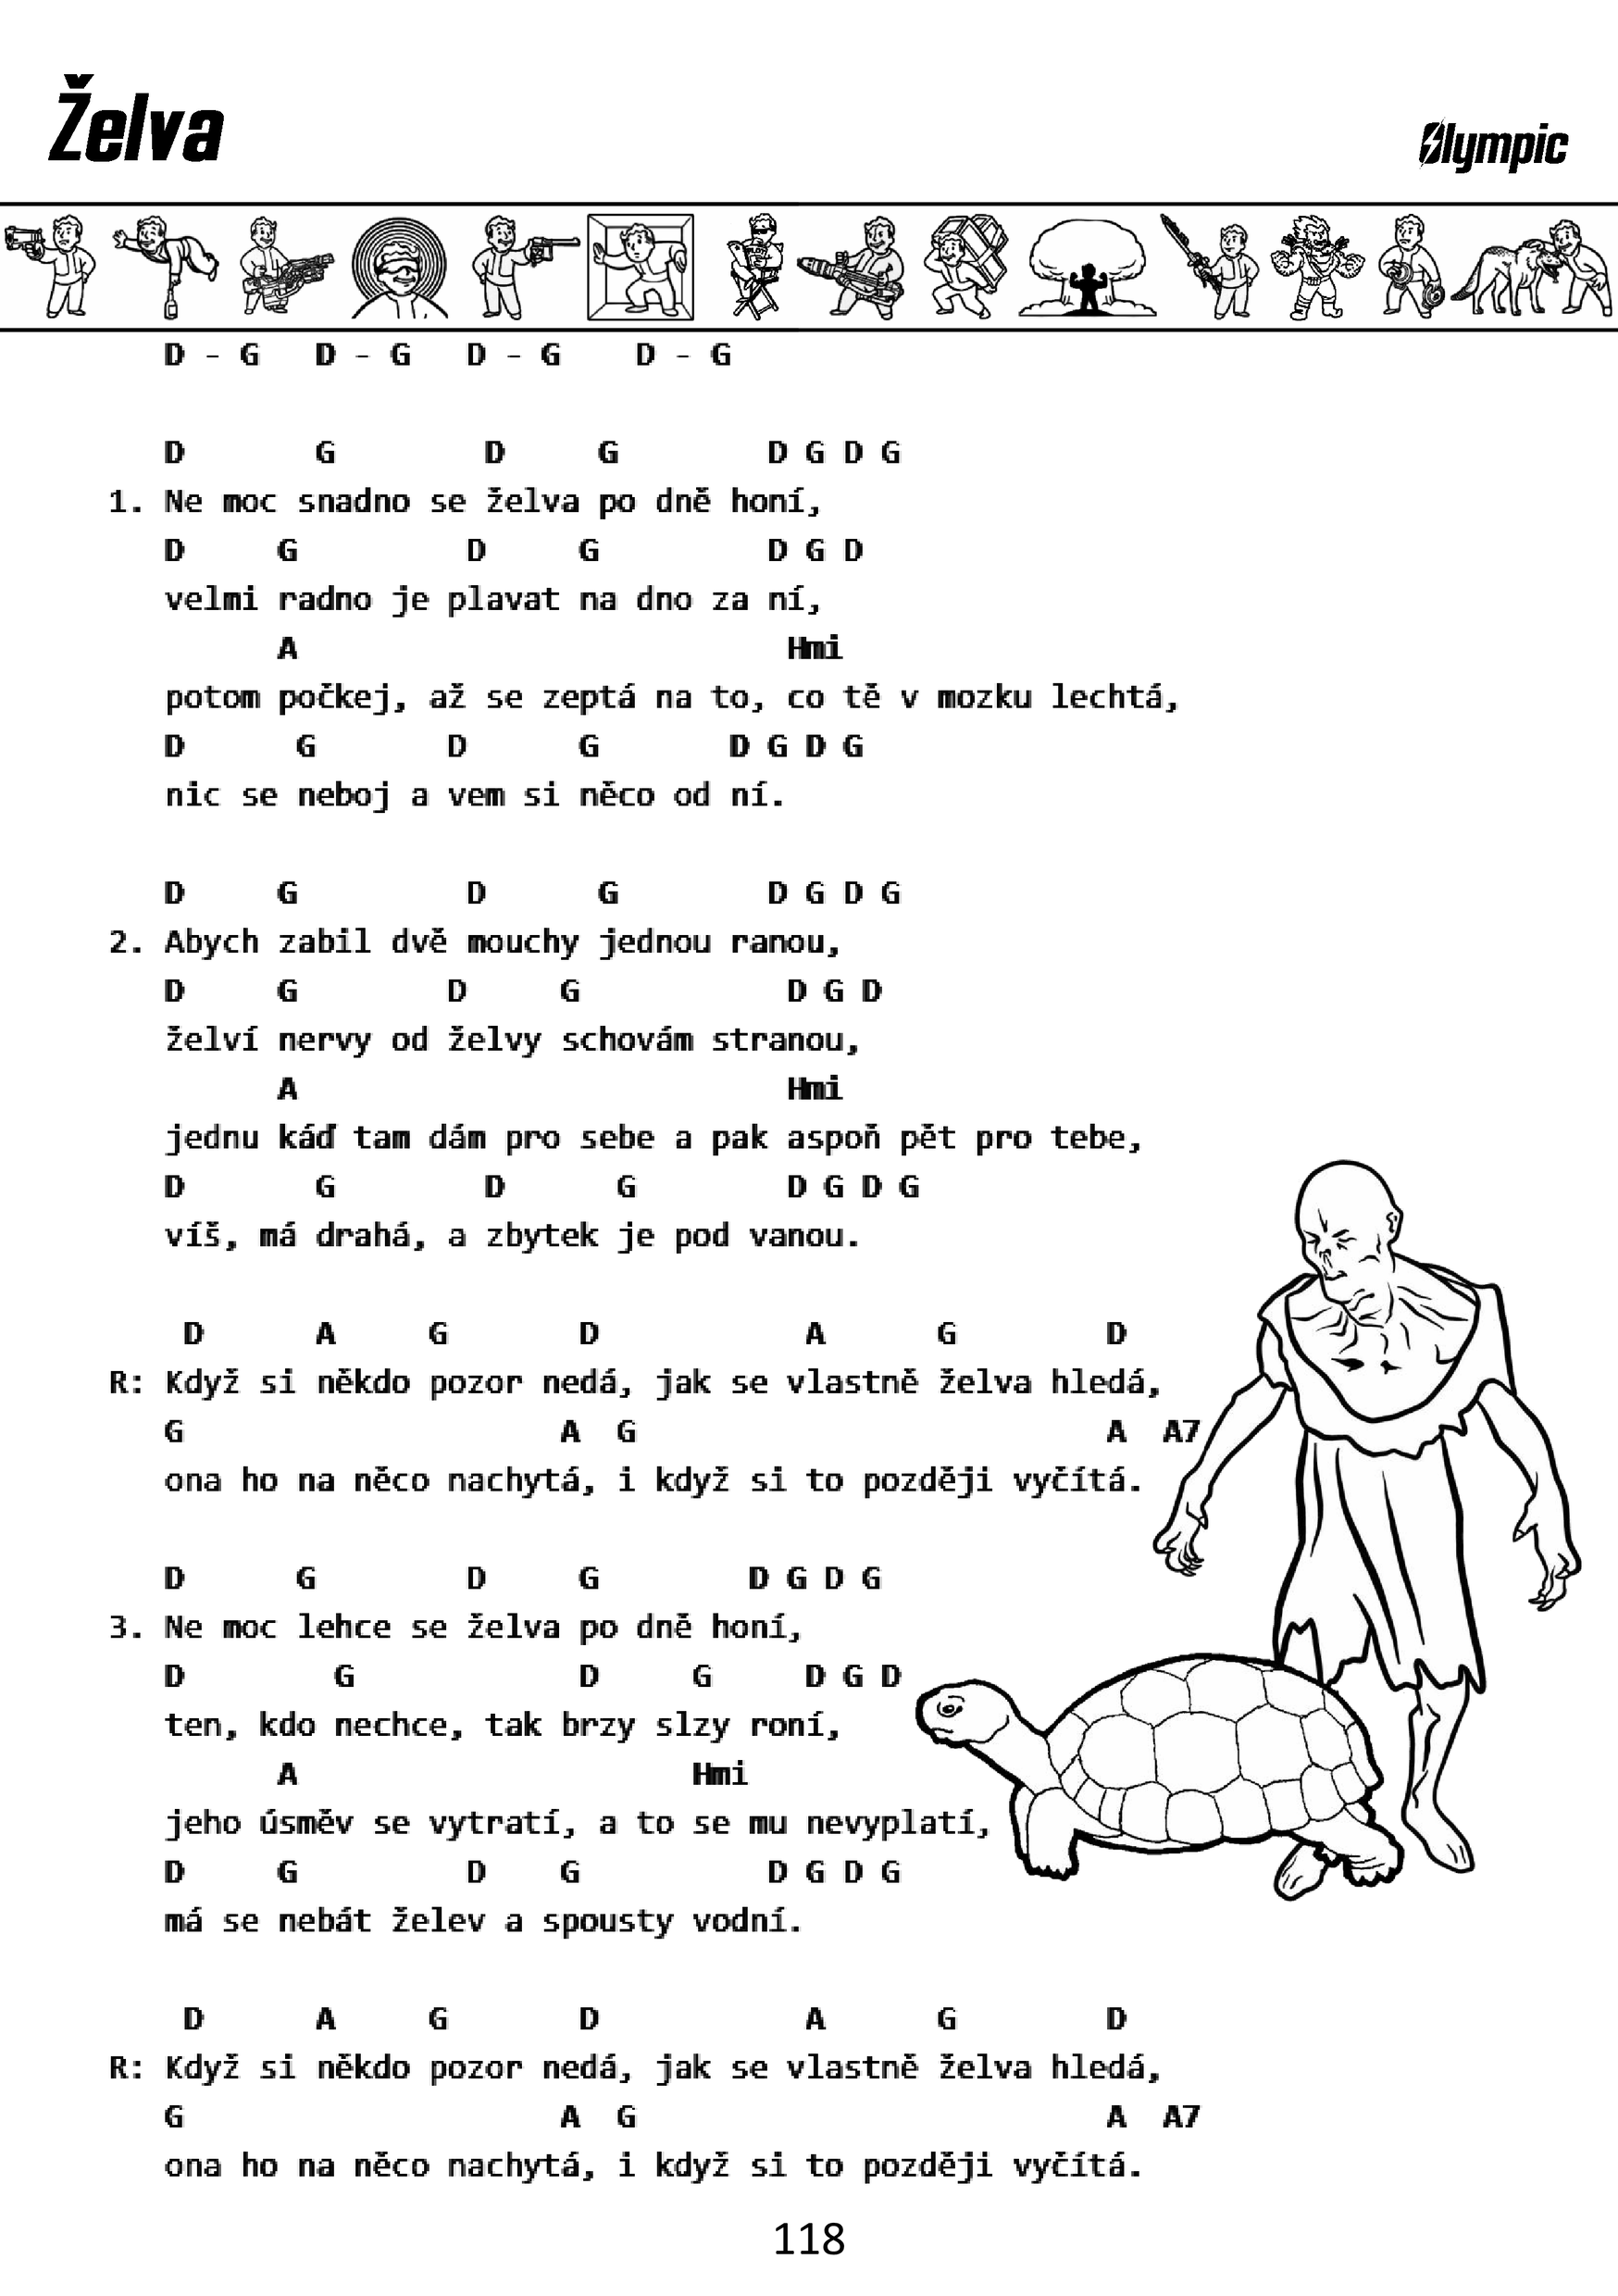 Želva
Olympic
D - G   D - G   D - G    D - G
D       G        D     G        D G D G
1. Ne moc snadno se želva po dně honí,
D     G         D     G         D G D
velmi radno je plavat na dno za ní,
A                          Hmi
potom počkej, až se zeptá na to, co tě v mozku lechtá,
D      G       D      G       D G D G
nic se neboj a vem si něco od ní.
D     G         D      G        D G D G
2. Abych zabil dvě mouchy jednou ranou,
D     G        D     G           D G D
želví nervy od želvy schovám stranou,
A                          Hmi
jednu káď tam dám pro sebe a pak aspoň pět pro tebe,
D       G        D      G        D G D G
víš, má drahá, a zbytek je pod vanou.
D      A     G       D           A      G        D
R: Když si někdo pozor nedá, jak se vlastně želva hledá,
G                    A  G                         A  A7
ona ho na něco nachytá, i když si to později vyčítá.
D      G        D     G        D G D G
3. Ne moc lehce se želva po dně honí,
D        G            D     G     D G D
ten, kdo nechce, tak brzy slzy roní,
A                     Hmi
jeho úsměv se vytratí, a to se mu nevyplatí,
D     G         D    G          D G D G
má se nebát želev a spousty vodní.
D      A     G       D           A      G        D
R: Když si někdo pozor nedá, jak se vlastně želva hledá,
G                    A  G                         A  A7
ona ho na něco nachytá, i když si to později vyčítá.
118